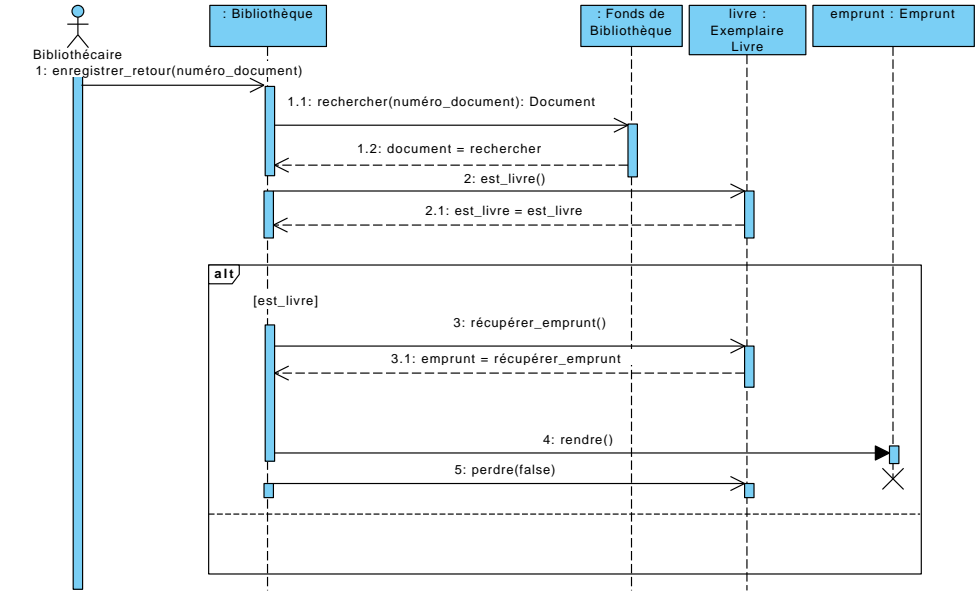 : Bibliothèque
: Fonds de
Bibliothèque
livre :
Exemplaire
Livre
emprunt : Emprunt
Bibliothécaire
1: enregistrer_retour(numéro_document)
1.1: rechercher(numéro_document): Document
1.2: document = rechercher
2: est_livre()
2.1: est_livre = est_livre
alt
[est_livre]
3: récupérer_emprunt()
3.1: emprunt = récupérer_emprunt
4: rendre()
5: perdre(false)